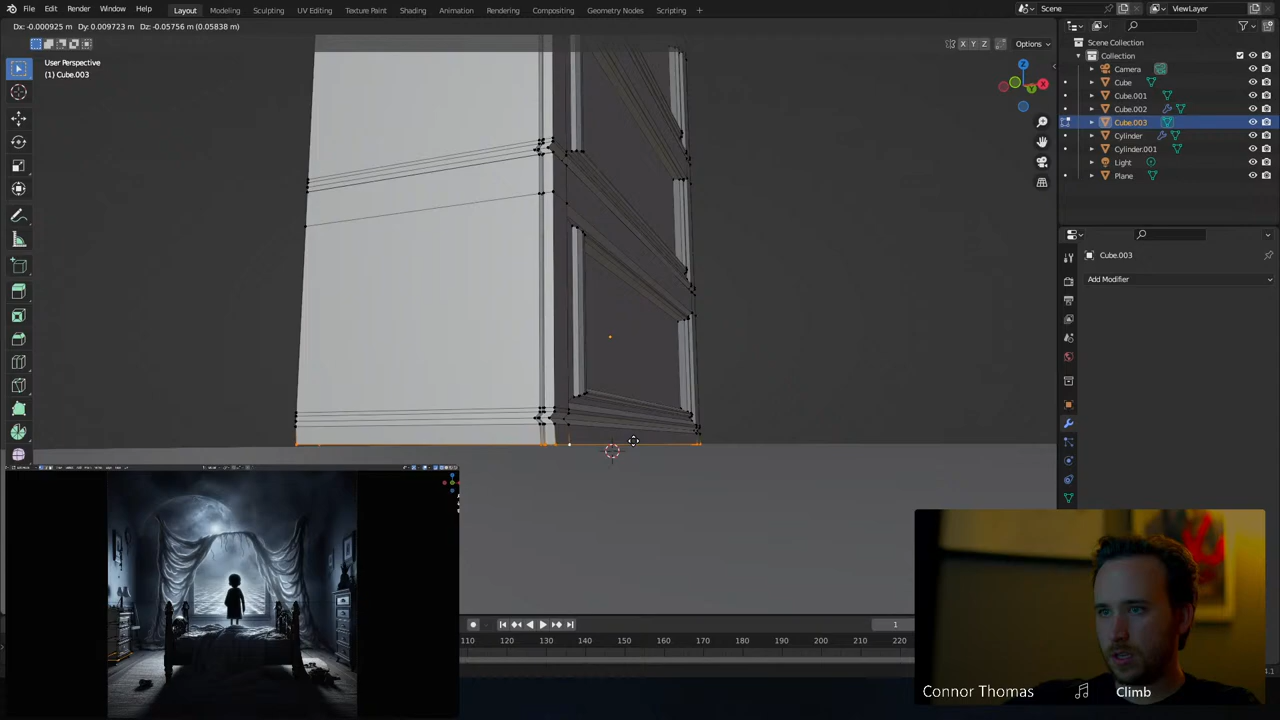 File Edit Render Window Help Layout Modeling Sculpting UV Editing Texture Paint Shading Animation Rendering Compositing Geometry Nodes Scripting + Scene ViewLayer
Dx: -0.000925 m Dy: 0.009723 m Dz: -0.05756 m (0.05838 m)
X Y Z Options
User Perspective
(1) Cube.003
Z
X
Y
Scene Collection
Collection
Camera
Cube
Cube.001
Cube.002
Cube.003
Cylinder
Cylinder.001
Light
Plane
Cube.003
Add Modifier
1
110 120 130 140 150 160 170 180 190 200 210 220
Connor Thomas Climb